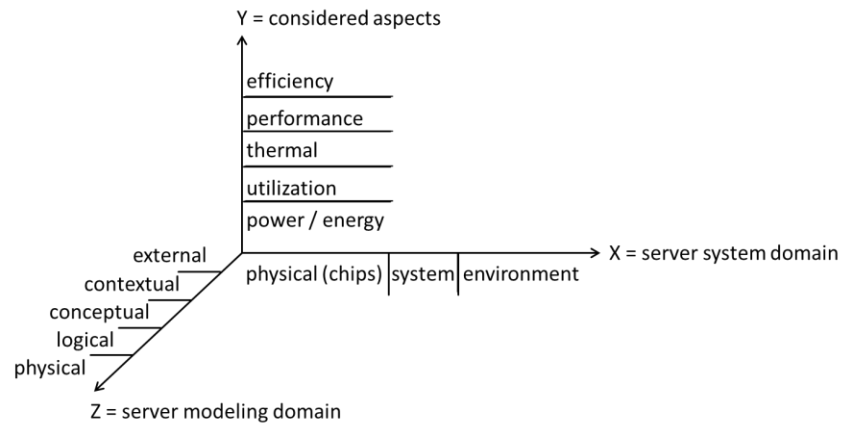 Y = considered aspects
efficiency
performance
thermal
utilization
power / energy
external
contextual
conceptual
logical
physical
X = server system domain
physical (chips) system environment
Z = server modeling domain